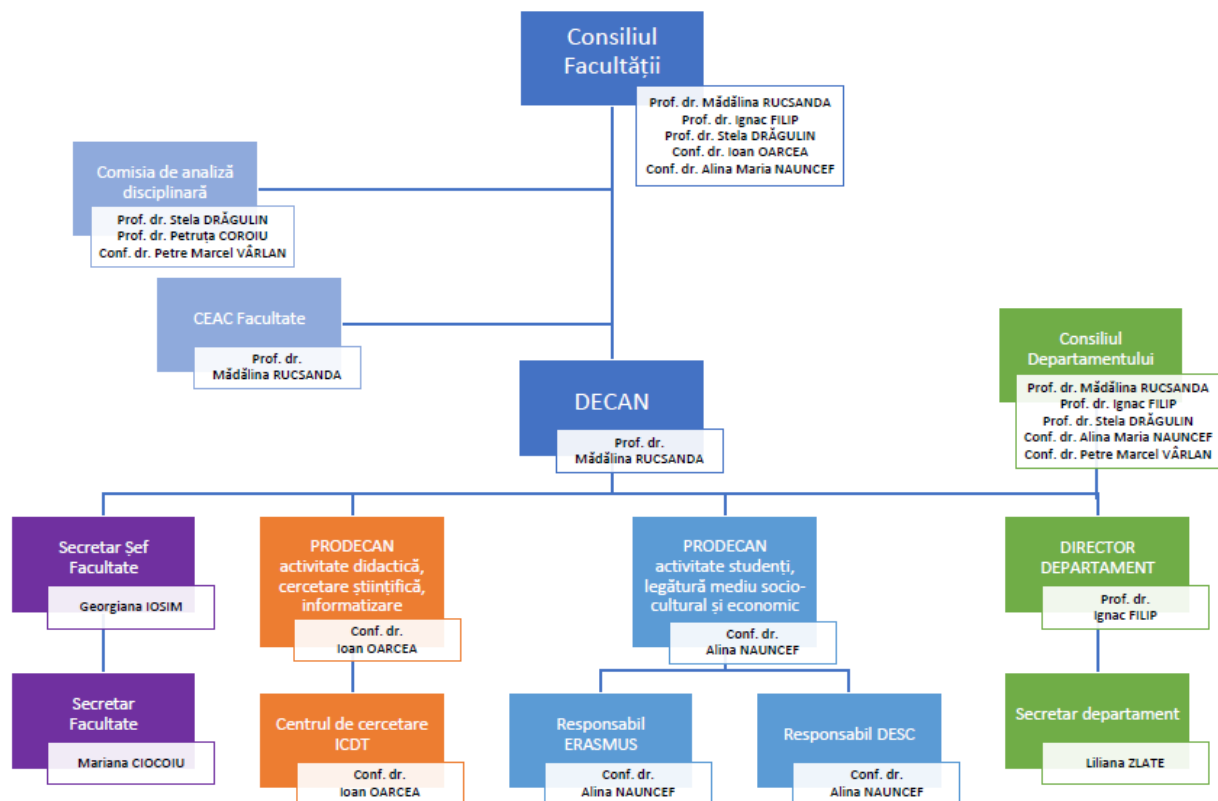 Consiliul
Facultății
Prof. dr. Mădălina RUCSANDA
Prof. dr. Ignac FILIP
Prof. dr. Stela DRĂGULIN
Conf. dr. Ioan OARCEA
Conf. dr. Alina Maria NAUNCEF
Comisia de analiză
disciplinară
Prof. dr. Stela DRĂGULIN
Prof. dr. Petruța COROIU
Conf. dr. Petre Marcel VÂRLAN
CEAC Facultate
Prof. dr.
Mădălina RUCSANDA
DECAN
Prof. dr.
Mădălina RUCSANDA
Consiliul
Departamentului
Prof. dr. Mădălina RUCSANDA
Prof. dr. Ignac FILIP
Prof. dr. Stela DRĂGULIN
Conf. dr. Alina Maria NAUNCEF
Conf. dr. Petre Marcel VÂRLAN
Secretar Șef
Facultate
Georgiana IOSIM
PRODECAN
activitate didactică,
cercetare științifică,
informatizare
Conf. dr.
Ioan OARCEA
PRODECAN
activitate studenți,
legătură mediu socio-
cultural și economic
Conf. dr.
Alina NAUNCEF
DIRECTOR
DEPARTAMENT
Prof. dr.
Ignac FILIP
Secretar
Facultate
Mariana CIOCOIU
Centrul de cercetare
ICDT
Conf. dr.
Ioan OARCEA
Responsabil
ERASMUS
Conf. dr.
Alina NAUNCEF
Responsabil DESC
Conf. dr.
Alina NAUNCEF
Secretar departament
Liliana ZLATE